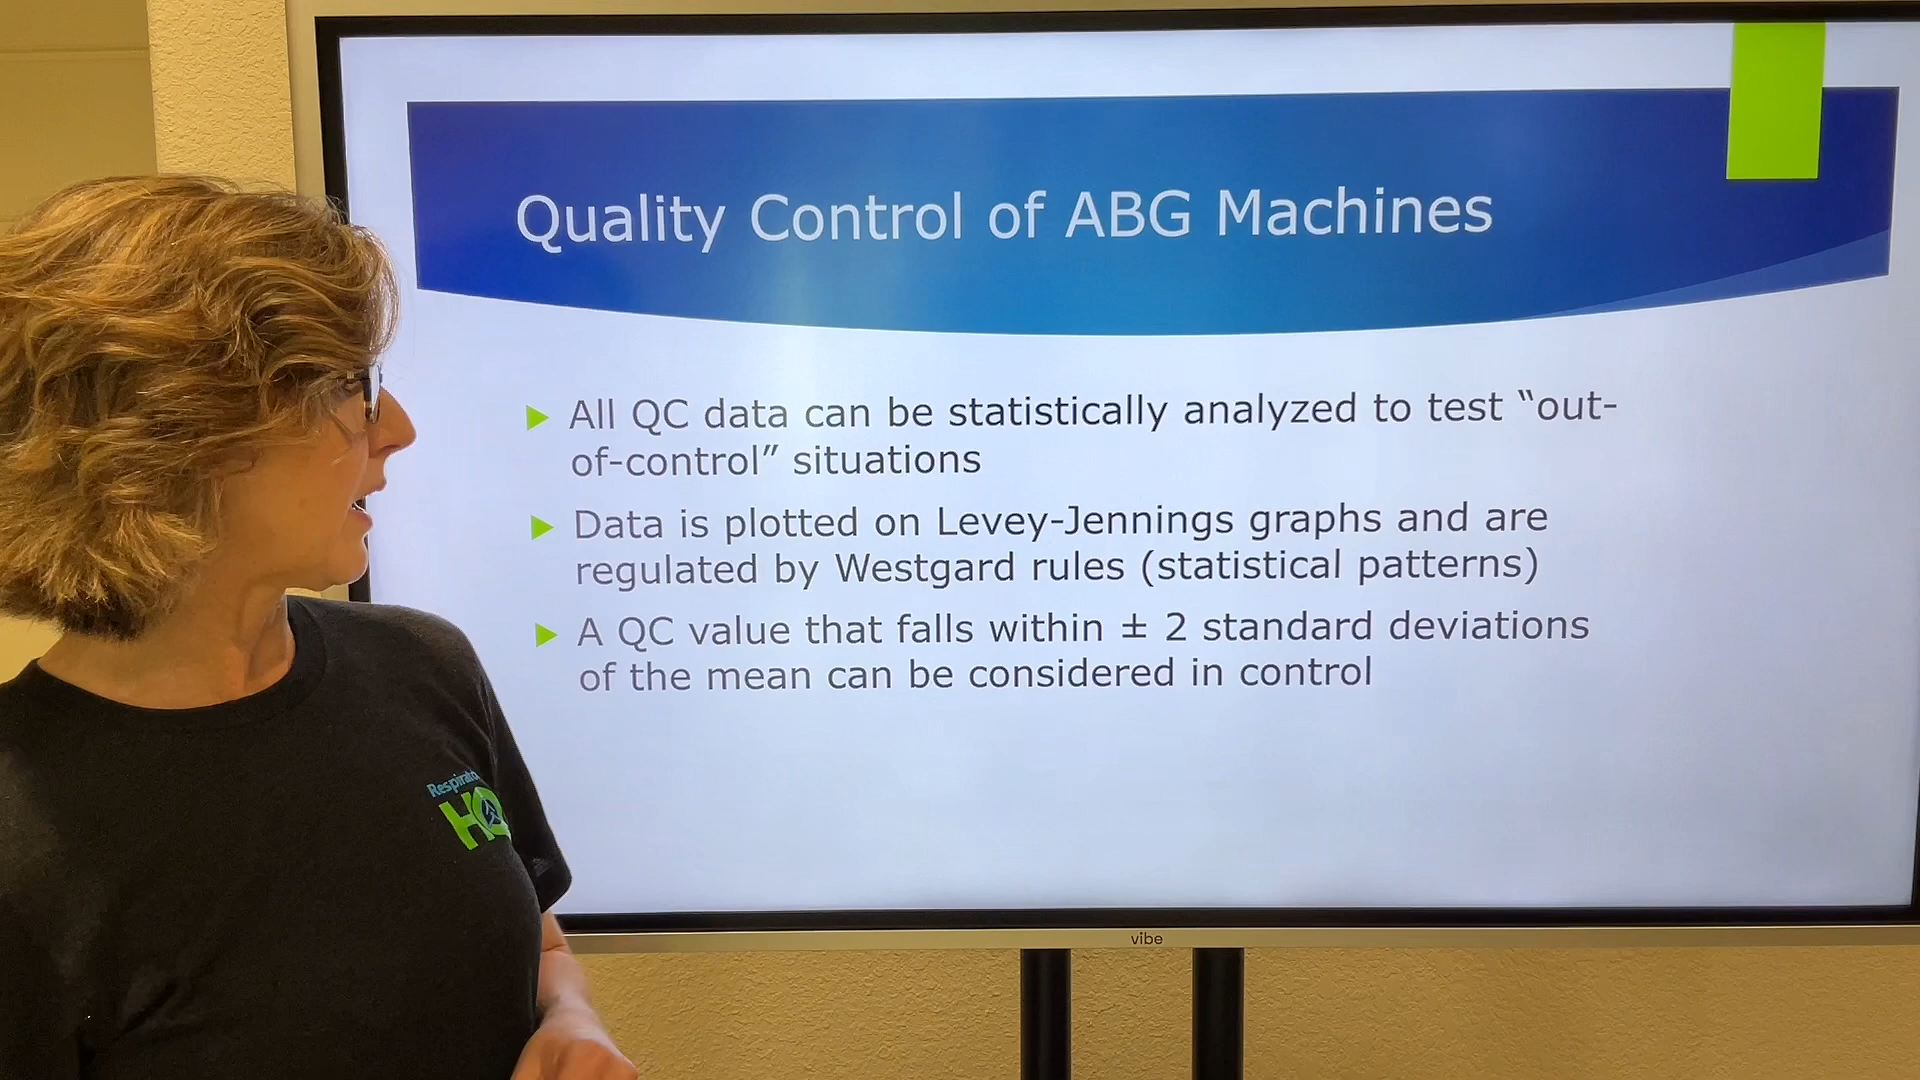 Quality Control of ABG Machines
All QC data can be statistically analyzed to test “out-
of-control” situations
Data is plotted on Levey-Jennings graphs and are
regulated by Westgard rules (statistical patterns)
A QC value that falls within ± 2 standard deviations
of the mean can be considered in control
HQ
vibe